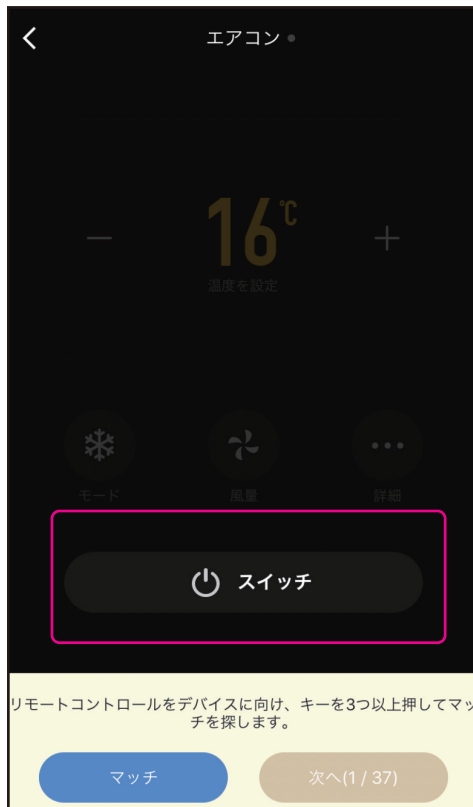 エアコン
16℃
温度を設定
モード
風量
詳細
スイッチ
リモートコントロールをデバイスに向け、キーを3つ以上押してマッ
チを探します。
マッチ
次へ(1 / 37)